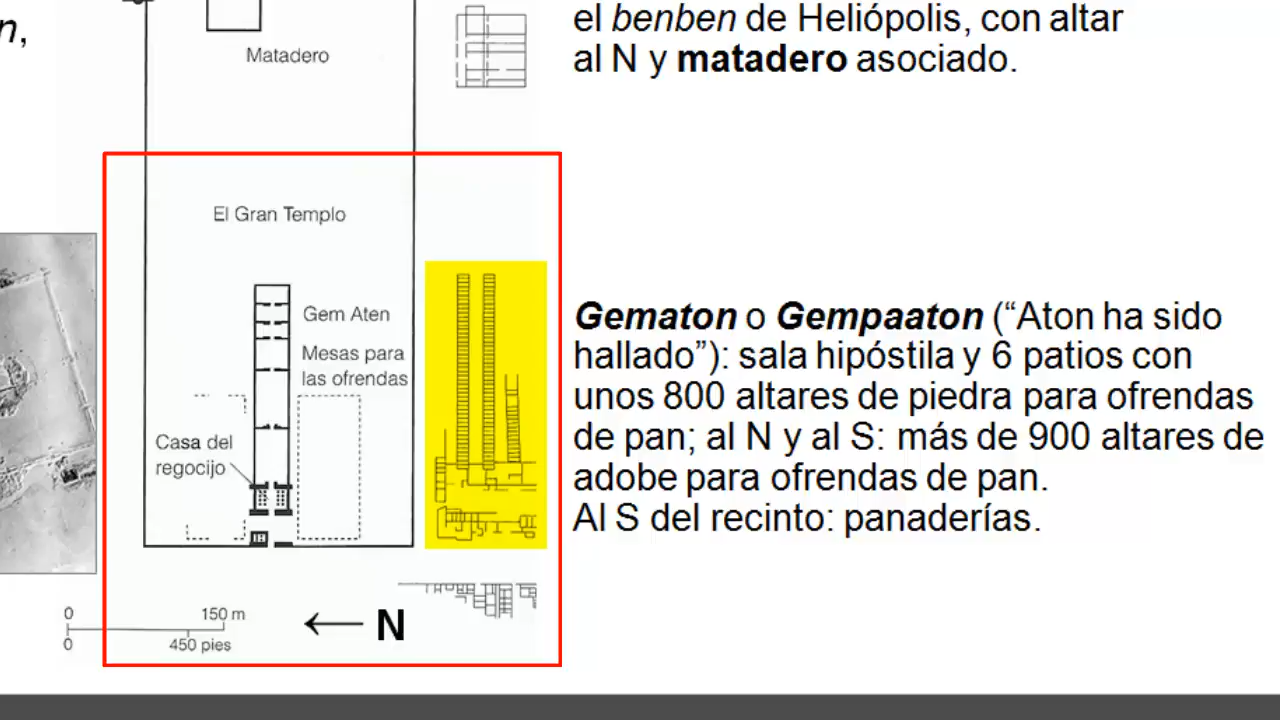 n,
el benben de Heliópolis, con altar
al N y matadero asociado.
Matadero
El Gran Templo
Gem Aten
Mesas para
las ofrendas
Casa del
regocijo
Gematon o Gempaaton (“Aton ha sido
hallado”): sala hipóstila y 6 patios con
unos 800 altares de piedra para ofrendas
de pan; al N y al S: más de 900 altares de
adobe para ofrendas de pan.
Al S del recinto: panaderías.
0 150 m
0 450 pies
← N